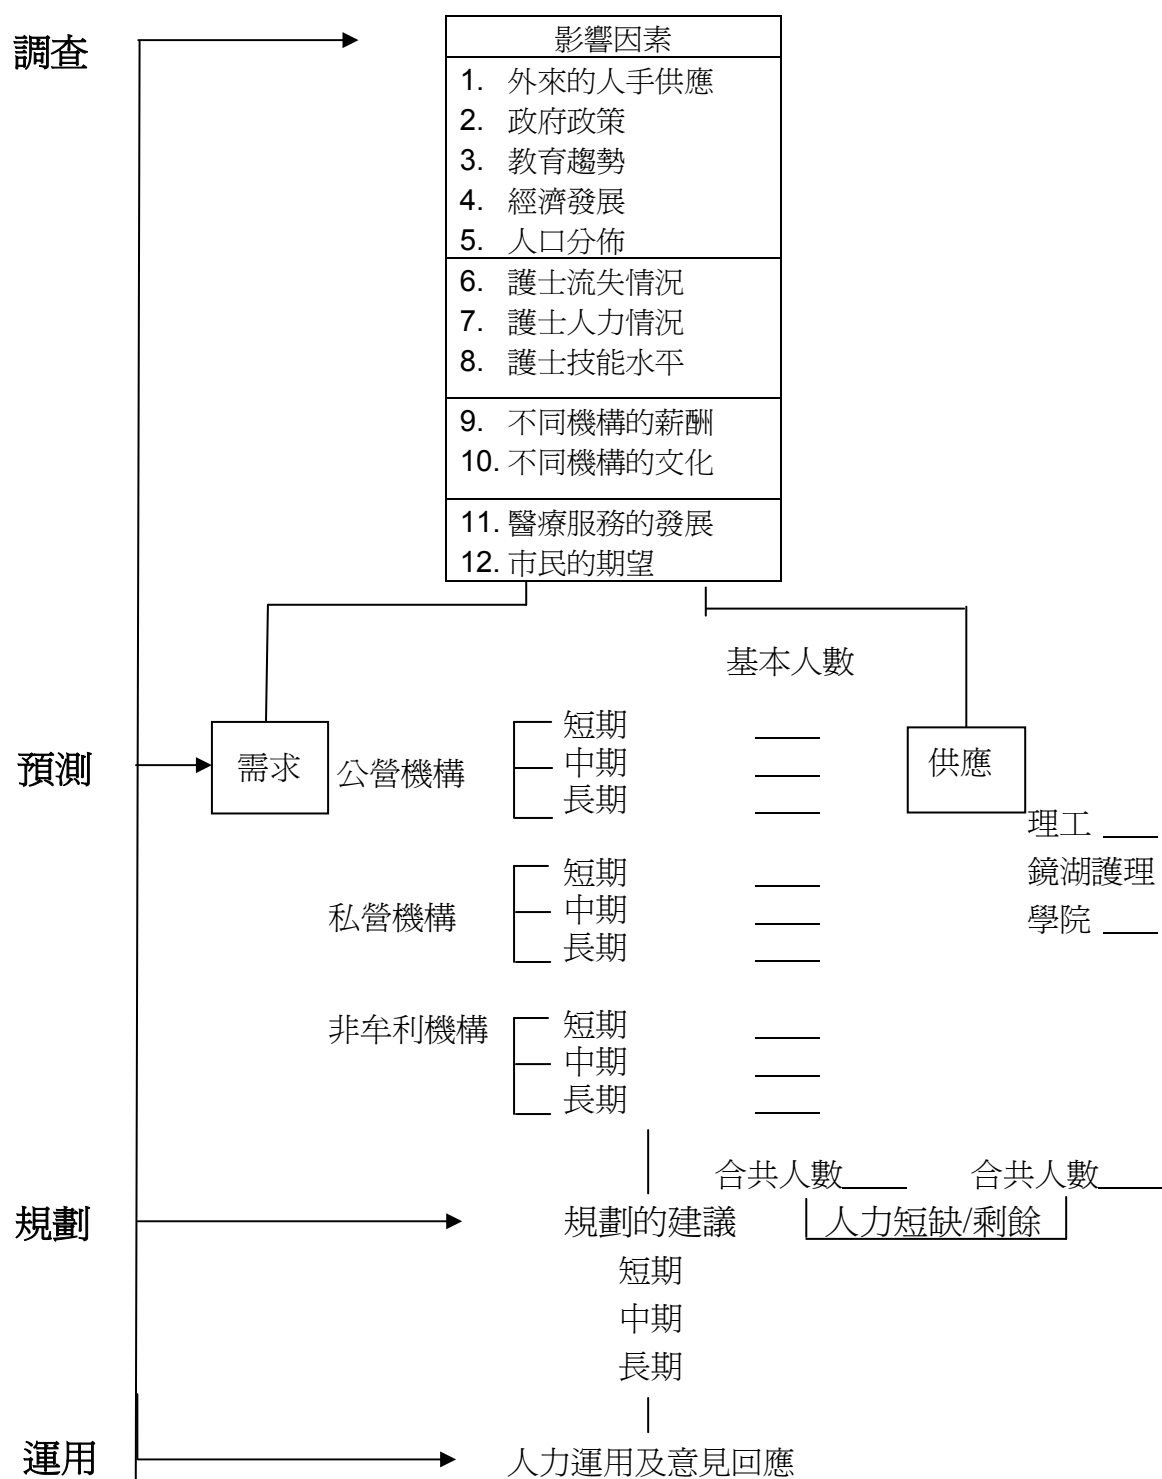 調查
影響因素
1. 外來的人手供應
2. 政府政策
3. 教育趨勢
4. 經濟發展
5. 人口分佈
6. 護士流失情況
7. 護士人力情況
8. 護士技能水平
9. 不同機構的薪酬
10. 不同機構的文化
11. 醫療服務的發展
12. 市民的期望
基本人數
預測
需求
公營機構
短期
中期
長期
供應
理工
鏡湖護理
學院
私營機構
短期
中期
長期
非牟利機構
短期
中期
長期
合共人數 合共人數
規劃
規劃的建議
人力短缺/剩餘
短期
中期
長期
運用
人力運用及意見回應